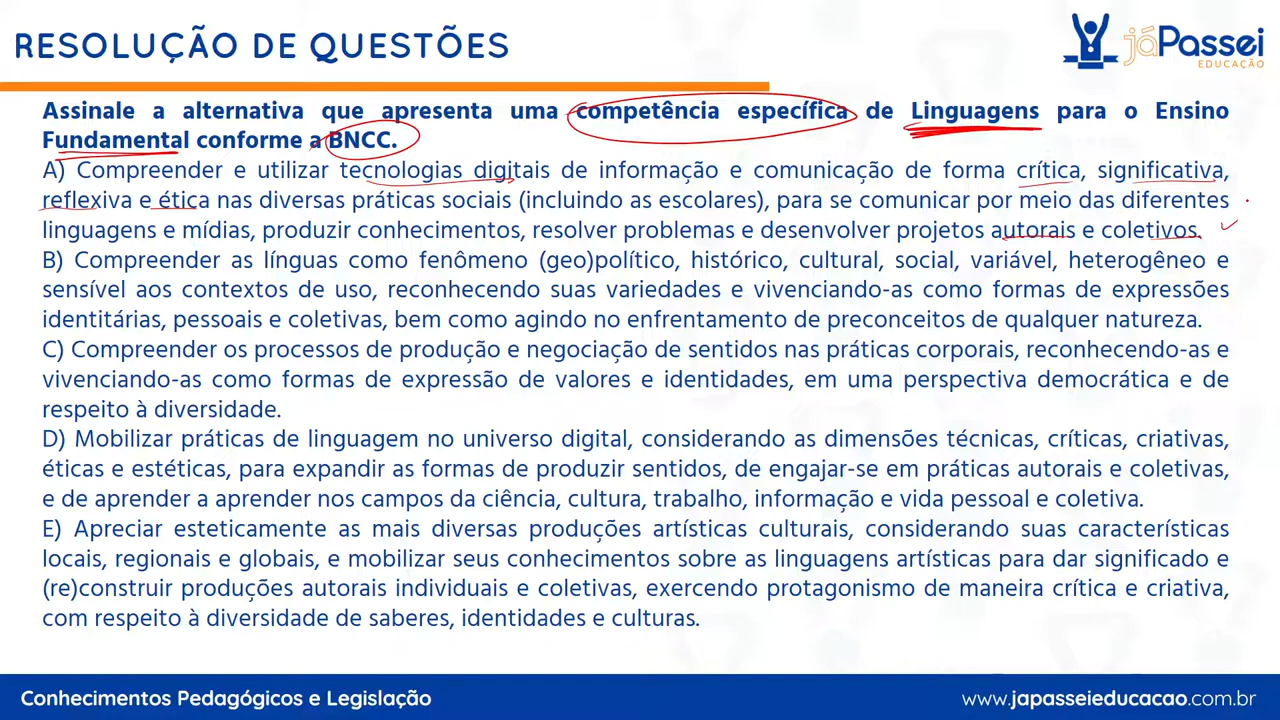 RESOLUÇÃO DE QUESTÕES
jáPassei
EDUCAÇÃO
Assinale a alternativa que apresenta uma competência específica de Linguagens para o Ensino
Fundamental conforme a BNCC.
A) Compreender e utilizar tecnologias digitais de informação e comunicação de forma crítica, significativa,
reflexiva e ética nas diversas práticas sociais (incluindo as escolares), para se comunicar por meio das diferentes
linguagens e mídias, produzir conhecimentos, resolver problemas e desenvolver projetos autorais e coletivos.
B) Compreender as línguas como fenômeno (geo)político, histórico, cultural, social, variável, heterogêneo e
sensível aos contextos de uso, reconhecendo suas variedades e vivenciando-as como formas de expressões
identitárias, pessoais e coletivas, bem como agindo no enfrentamento de preconceitos de qualquer natureza.
C) Compreender os processos de produção e negociação de sentidos nas práticas corporais, reconhecendo-as e
vivenciando-as como formas de expressão de valores e identidades, em uma perspectiva democrática e de
respeito à diversidade.
D) Mobilizar práticas de linguagem no universo digital, considerando as dimensões técnicas, críticas, criativas,
éticas e estéticas, para expandir as formas de produzir sentidos, de engajar-se em práticas autorais e coletivas,
e de aprender a aprender nos campos da ciência, cultura, trabalho, informação e vida pessoal e coletiva.
E) Apreciar esteticamente as mais diversas produções artísticas culturais, considerando suas características
locais, regionais e globais, e mobilizar seus conhecimentos sobre as linguagens artísticas para dar significado e
(re)construir produções autorais individuais e coletivas, exercendo protagonismo de maneira crítica e criativa,
com respeito à diversidade de saberes, identidades e culturas.
Conhecimentos Pedagógicos e Legislação
www.japasseieducacao.com.br